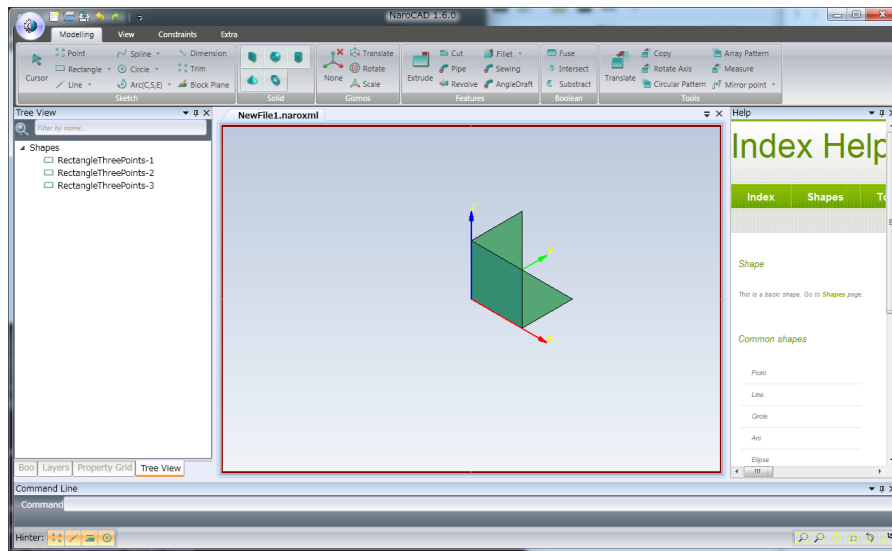 NaroCAD 1.6.0
Modelling View Constraints Extra
Point Spline Dimension Translate Cut Fillet Fuse Copy Array Pattern
Cursor Rectangle Circle Trim None Rotate Extrude Pipe Sewing Intersect Translate Rotate Axis Measure
Line Arc(C,S,E) Block Plane Scale Revolve AngleDraft Substract Circular Pattern Mirror point
Sketch Solid Gizmos Features Boolean Tools
Tree View NewFile1.naroxml Help
Filter by name...
Shapes
RectangleThreePoints-1
RectangleThreePoints-2
RectangleThreePoints-3
Z
Y
X
Index Help
Index Shapes
Shape
This is a basic shape. Go to Shapes page.
Common shapes
Point
Line
Circle
Arc
Elipse
Boo Layers Property Grid Tree View
Command Line
Command
Hinter: